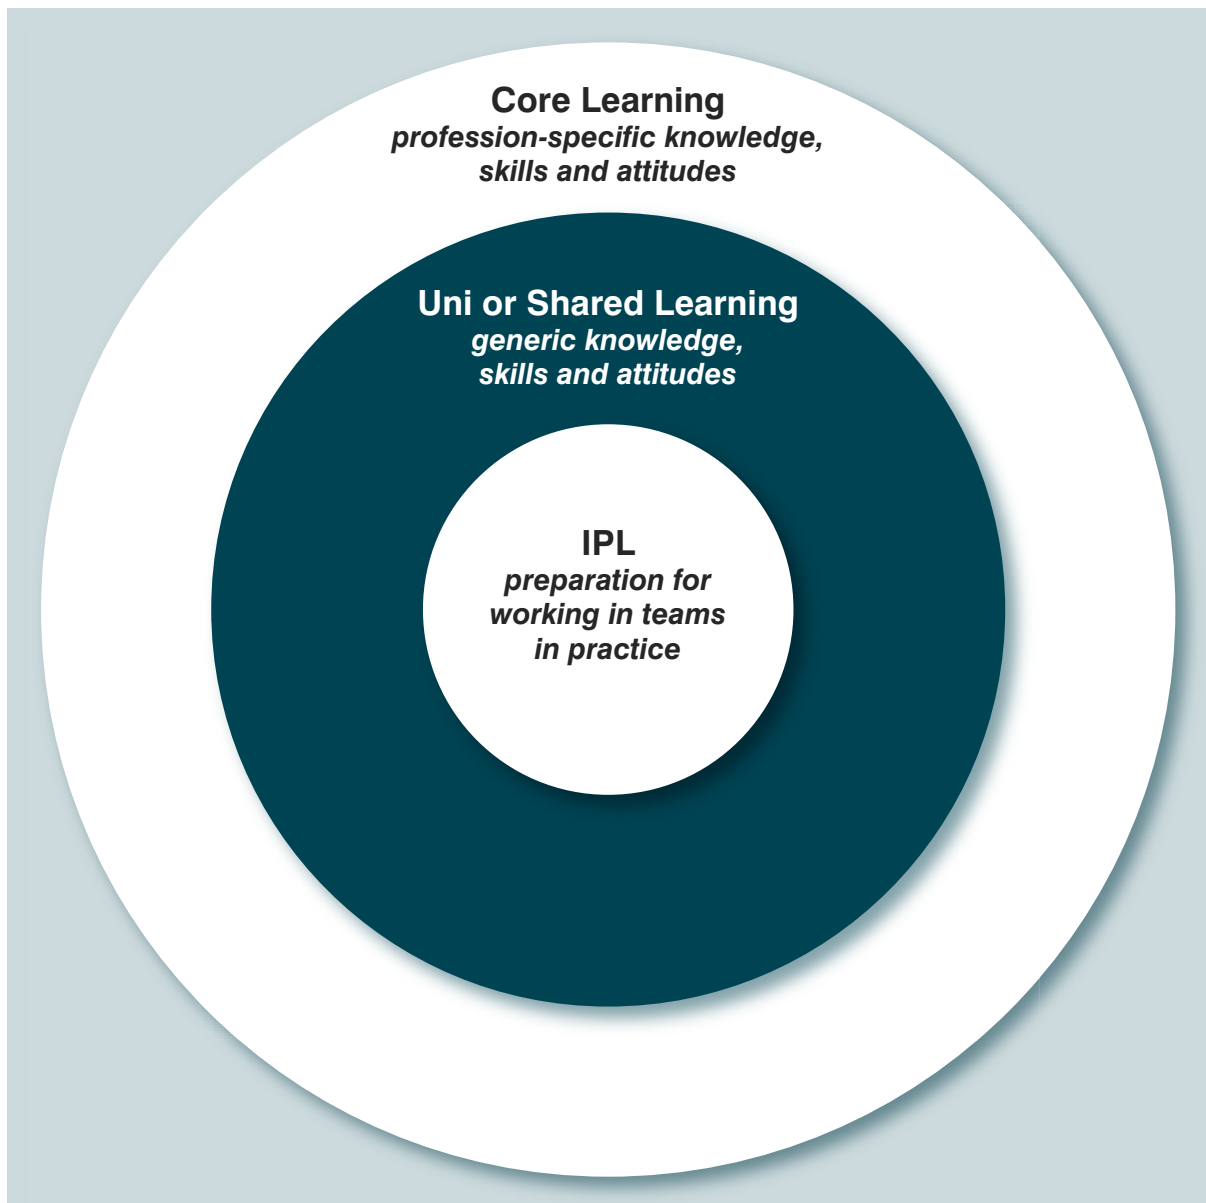 Core Learning
profession-specific knowledge,
skills and attitudes
Uni or Shared Learning
generic knowledge,
skills and attitudes
IPL
preparation for
working in teams
in practice